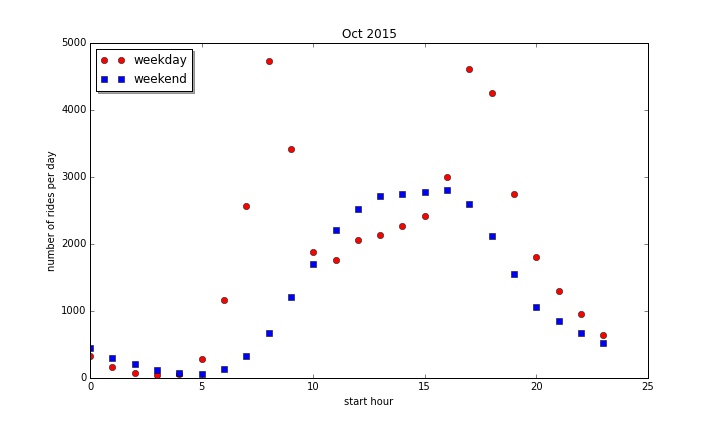 Oct 2015
weekday
weekend
number of rides per day
5000
4000
3000
2000
1000
0
0 5 10 15 20 25
start hour